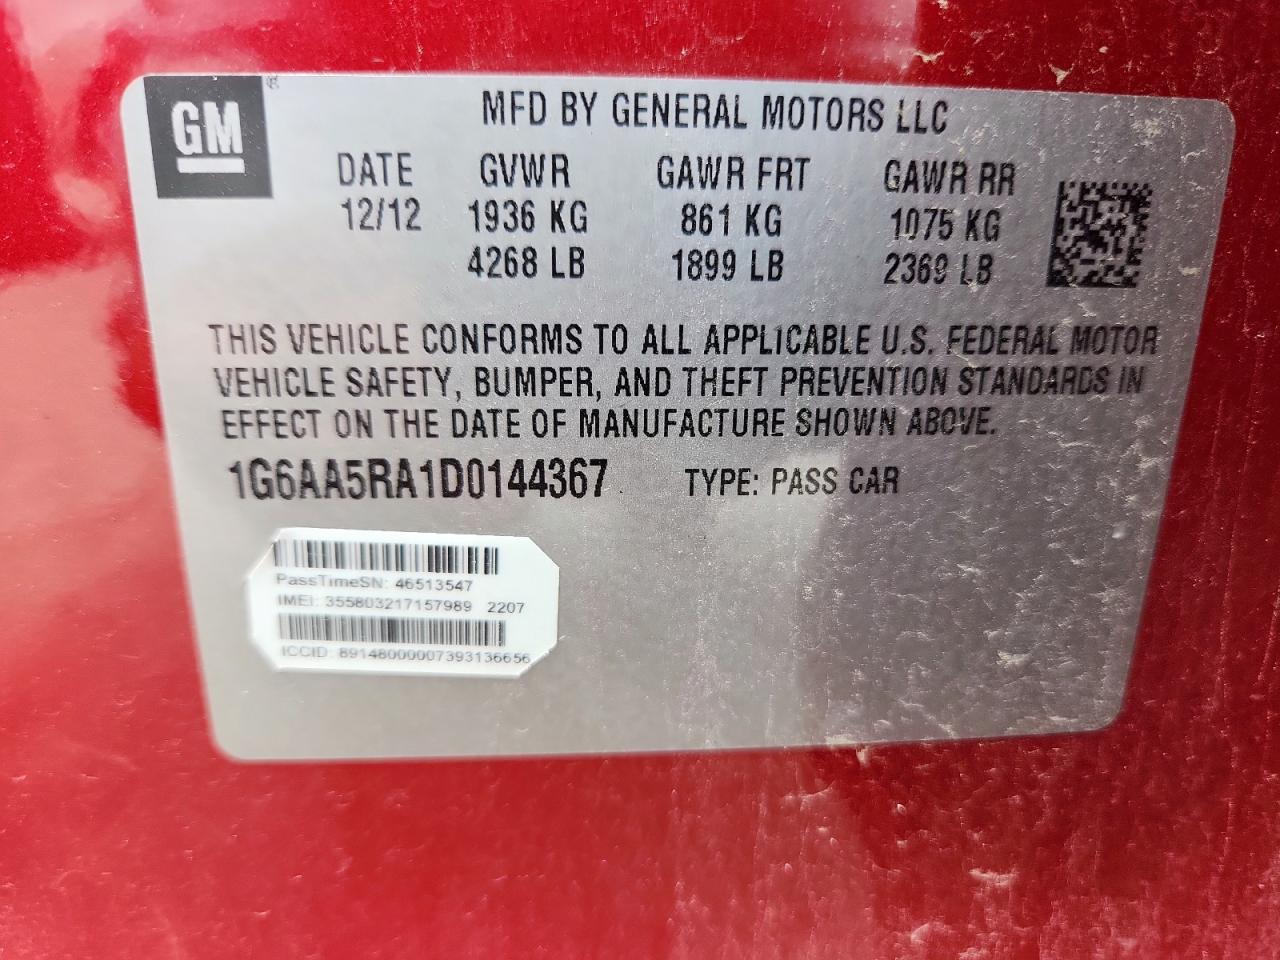 GM
MFD BY GENERAL MOTORS LLC
DATE GVWR GAWR FRT GAWR RR
12/12 1936 KG 861 KG 1075 KG
4268 LB 1899 LB 2369 LB
THIS VEHICLE CONFORMS TO ALL APPLICABLE U.S. FEDERAL MOTOR
VEHICLE SAFETY, BUMPER, AND THEFT PREVENTION STANDARDS IN
EFFECT ON THE DATE OF MANUFACTURE SHOWN ABOVE.
1G6AA5RA1D0144367 TYPE: PASS CAR
PassTimeSN: 46513547
IMEI: 355803217157989 2207
ICCID: 89148000007393136656